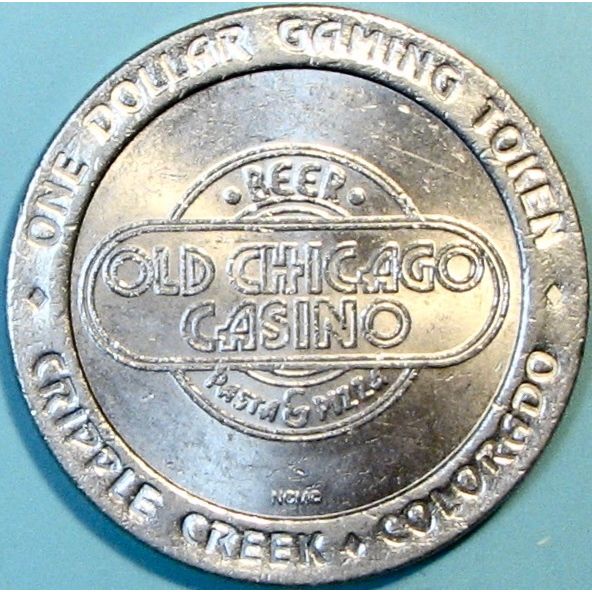 ONE DOLLAR GAMING TOKEN
BEER
OLD CHICAGO
CASINO
PASTA & PIZZA
NCMC
CRIPPLE CREEK ♦ COLORADO